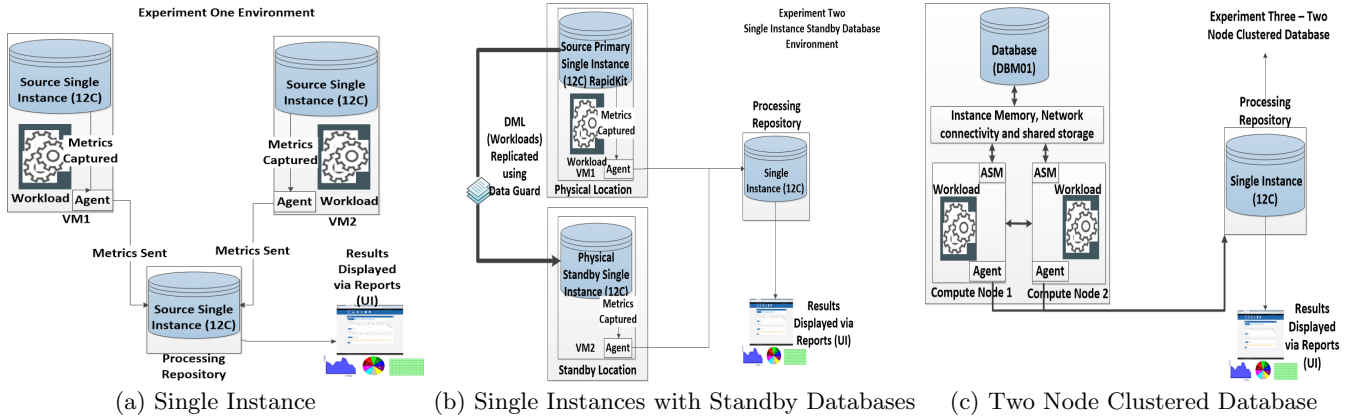 Experiment One Environment
Source Single
Instance (12C)
Metrics
Captured
Workload
Agent
VM1
Source Single
Instance (12C)
Metrics
Captured
Agent
Workload
VM2
Metrics Sent
Metrics Sent
Source Single
Instance (12C)
Processing
Repository
Results
Displayed
via Reports
(UI)
(a) Single Instance
Experiment Two
Single Instance Standby Database
Environment
Source Primary
Single Instance
(12C) RapidKit
Metrics
Captured
Workload
VM1
Agent
Physical Location
DML
(Workloads)
Replicated
using
Data Guard
Physical
Standby Single
Instance (12C)
Metrics
Captured
VM2
Agent
Standby Location
Processing
Repository
Single
Instance (12C)
Results
Displayed via
Reports (UI)
(b) Single Instances with Standby Databases
Database
(DBM01)
Instance Memory, Network
connectivity and shared storage
ASM
Workload
Agent
Compute Node 1
ASM
Workload
Agent
Compute Node 2
Experiment Three – Two
Node Clustered Database
Processing
Repository
Single Instance
(12C)
Results
Displayed
via Reports
(UI)
(c) Two Node Clustered Database